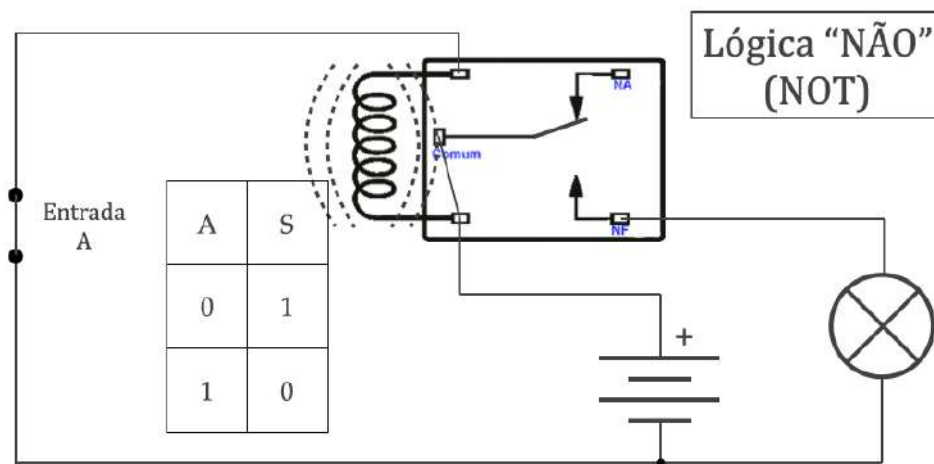 Lógica “NÃO”
(NOT)
NA
Comum
NF
Entrada
A
A S
0 1
1 0
+